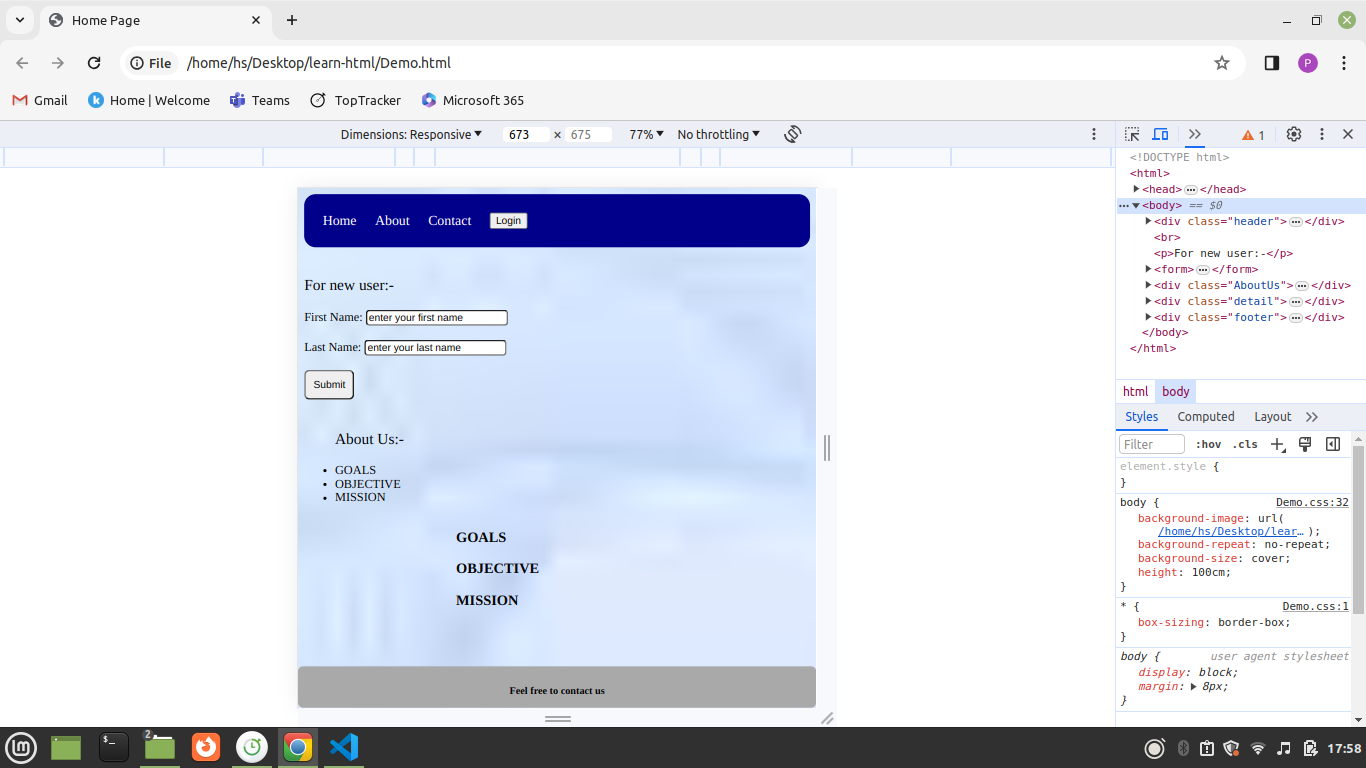 Home Page
File
/home/hs/Desktop/learn-html/Demo.html
P
Gmail
Home | Welcome
Teams
TopTracker
Microsoft 365
Dimensions: Responsive 673 × 675 77% No throttling
1
Home About Contact Login
For new user:-
First Name: enter your first name
Last Name: enter your last name
Submit
About Us:-
• GOALS
• OBJECTIVE
• MISSION
GOALS
OBJECTIVE
MISSION
Feel free to contact us
<!DOCTYPE html>
<html>
<head> ⋯ </head>
⋯ <body> == $0
<div class="header"> ⋯ </div>
<br>
<p>For new user:-</p>
<form> ⋯ </form>
<div class="AboutUs"> ⋯ </div>
<div class="detail"> ⋯ </div>
<div class="footer"> ⋯ </div>
</body>
</html>
html body
Styles Computed Layout
Filter :hov .cls
element.style {
}
body { Demo.css:32
background-image: url(
/home/hs/Desktop/lear… );
background-repeat: no-repeat;
background-size: cover;
height: 100cm;
}
* { Demo.css:1
box-sizing: border-box;
}
body { user agent stylesheet
display: block;
margin: 8px;
}
2
$_
17:58